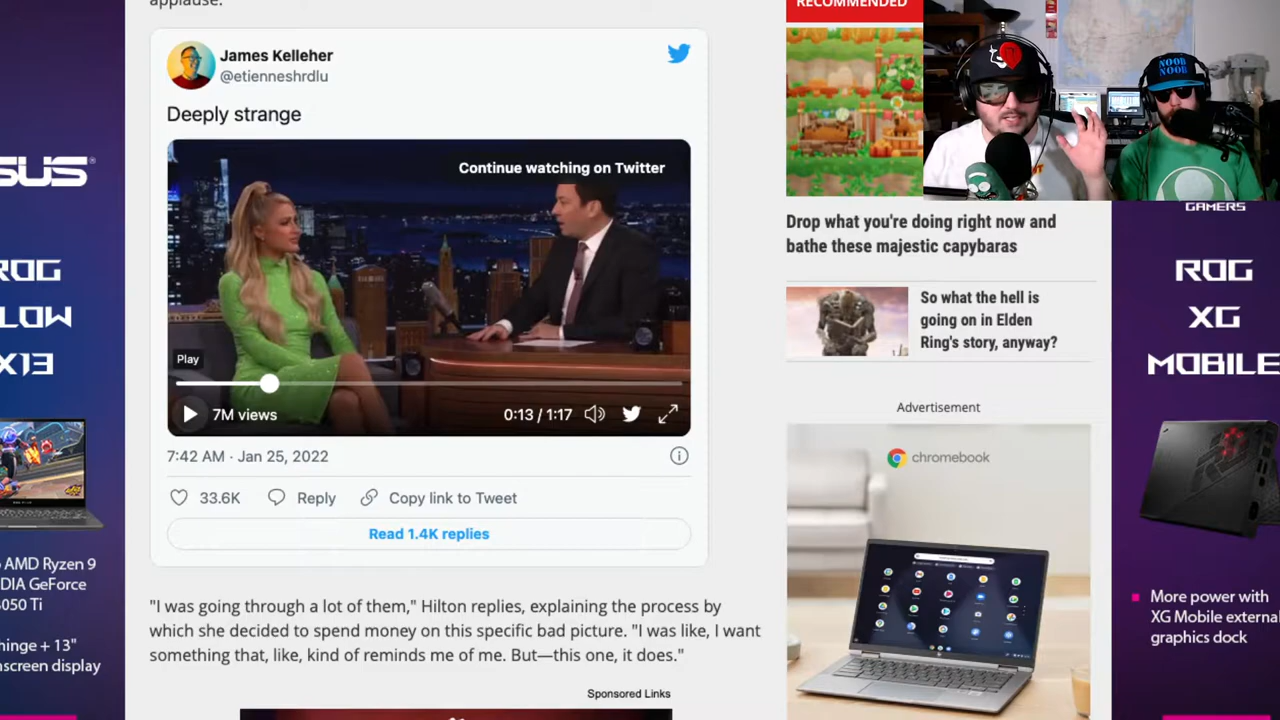 applause.
James Kelleher
@etienneshrdlu
Deeply strange
Continue watching on Twitter
Play
7M views
0:13 / 1:17
7:42 AM · Jan 25, 2022
33.6K
Reply
Copy link to Tweet
Read 1.4K replies
"I was going through a lot of them," Hilton replies, explaining the process by
which she decided to spend money on this specific bad picture. "I was like, I want
something that, like, kind of reminds me of me. But—this one, it does."
Sponsored Links
RECOMMENDED
Drop what you're doing right now and
bathe these majestic capybaras
So what the hell is
going on in Elden
Ring's story, anyway?
Advertisement
chromebook
NOOB
NOOB
SUS
ROG
LOW
X13
AMD Ryzen 9
DIA GeForce
050 Ti
hinge + 13"
nscreen display
GAMERS
ROG
XG
MOBILE
More power with
XG Mobile external
graphics dock